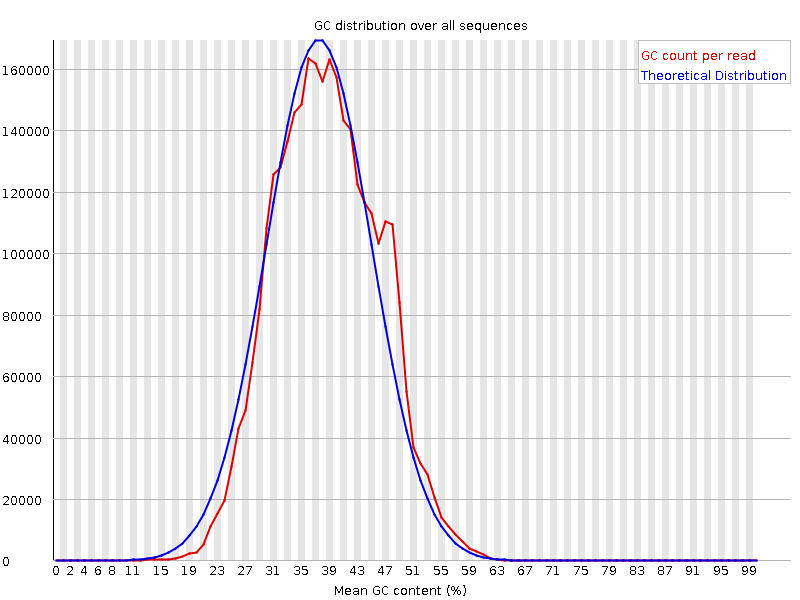 GC distribution over all sequences
GC count per read
Theoretical Distribution
160000
140000
120000
100000
80000
60000
40000
20000
0
0 2 4 6 8 11 15 19 23 27 31 35 39 43 47 51 55 59 63 67 71 75 79 83 87 91 95 99
Mean GC content (%)